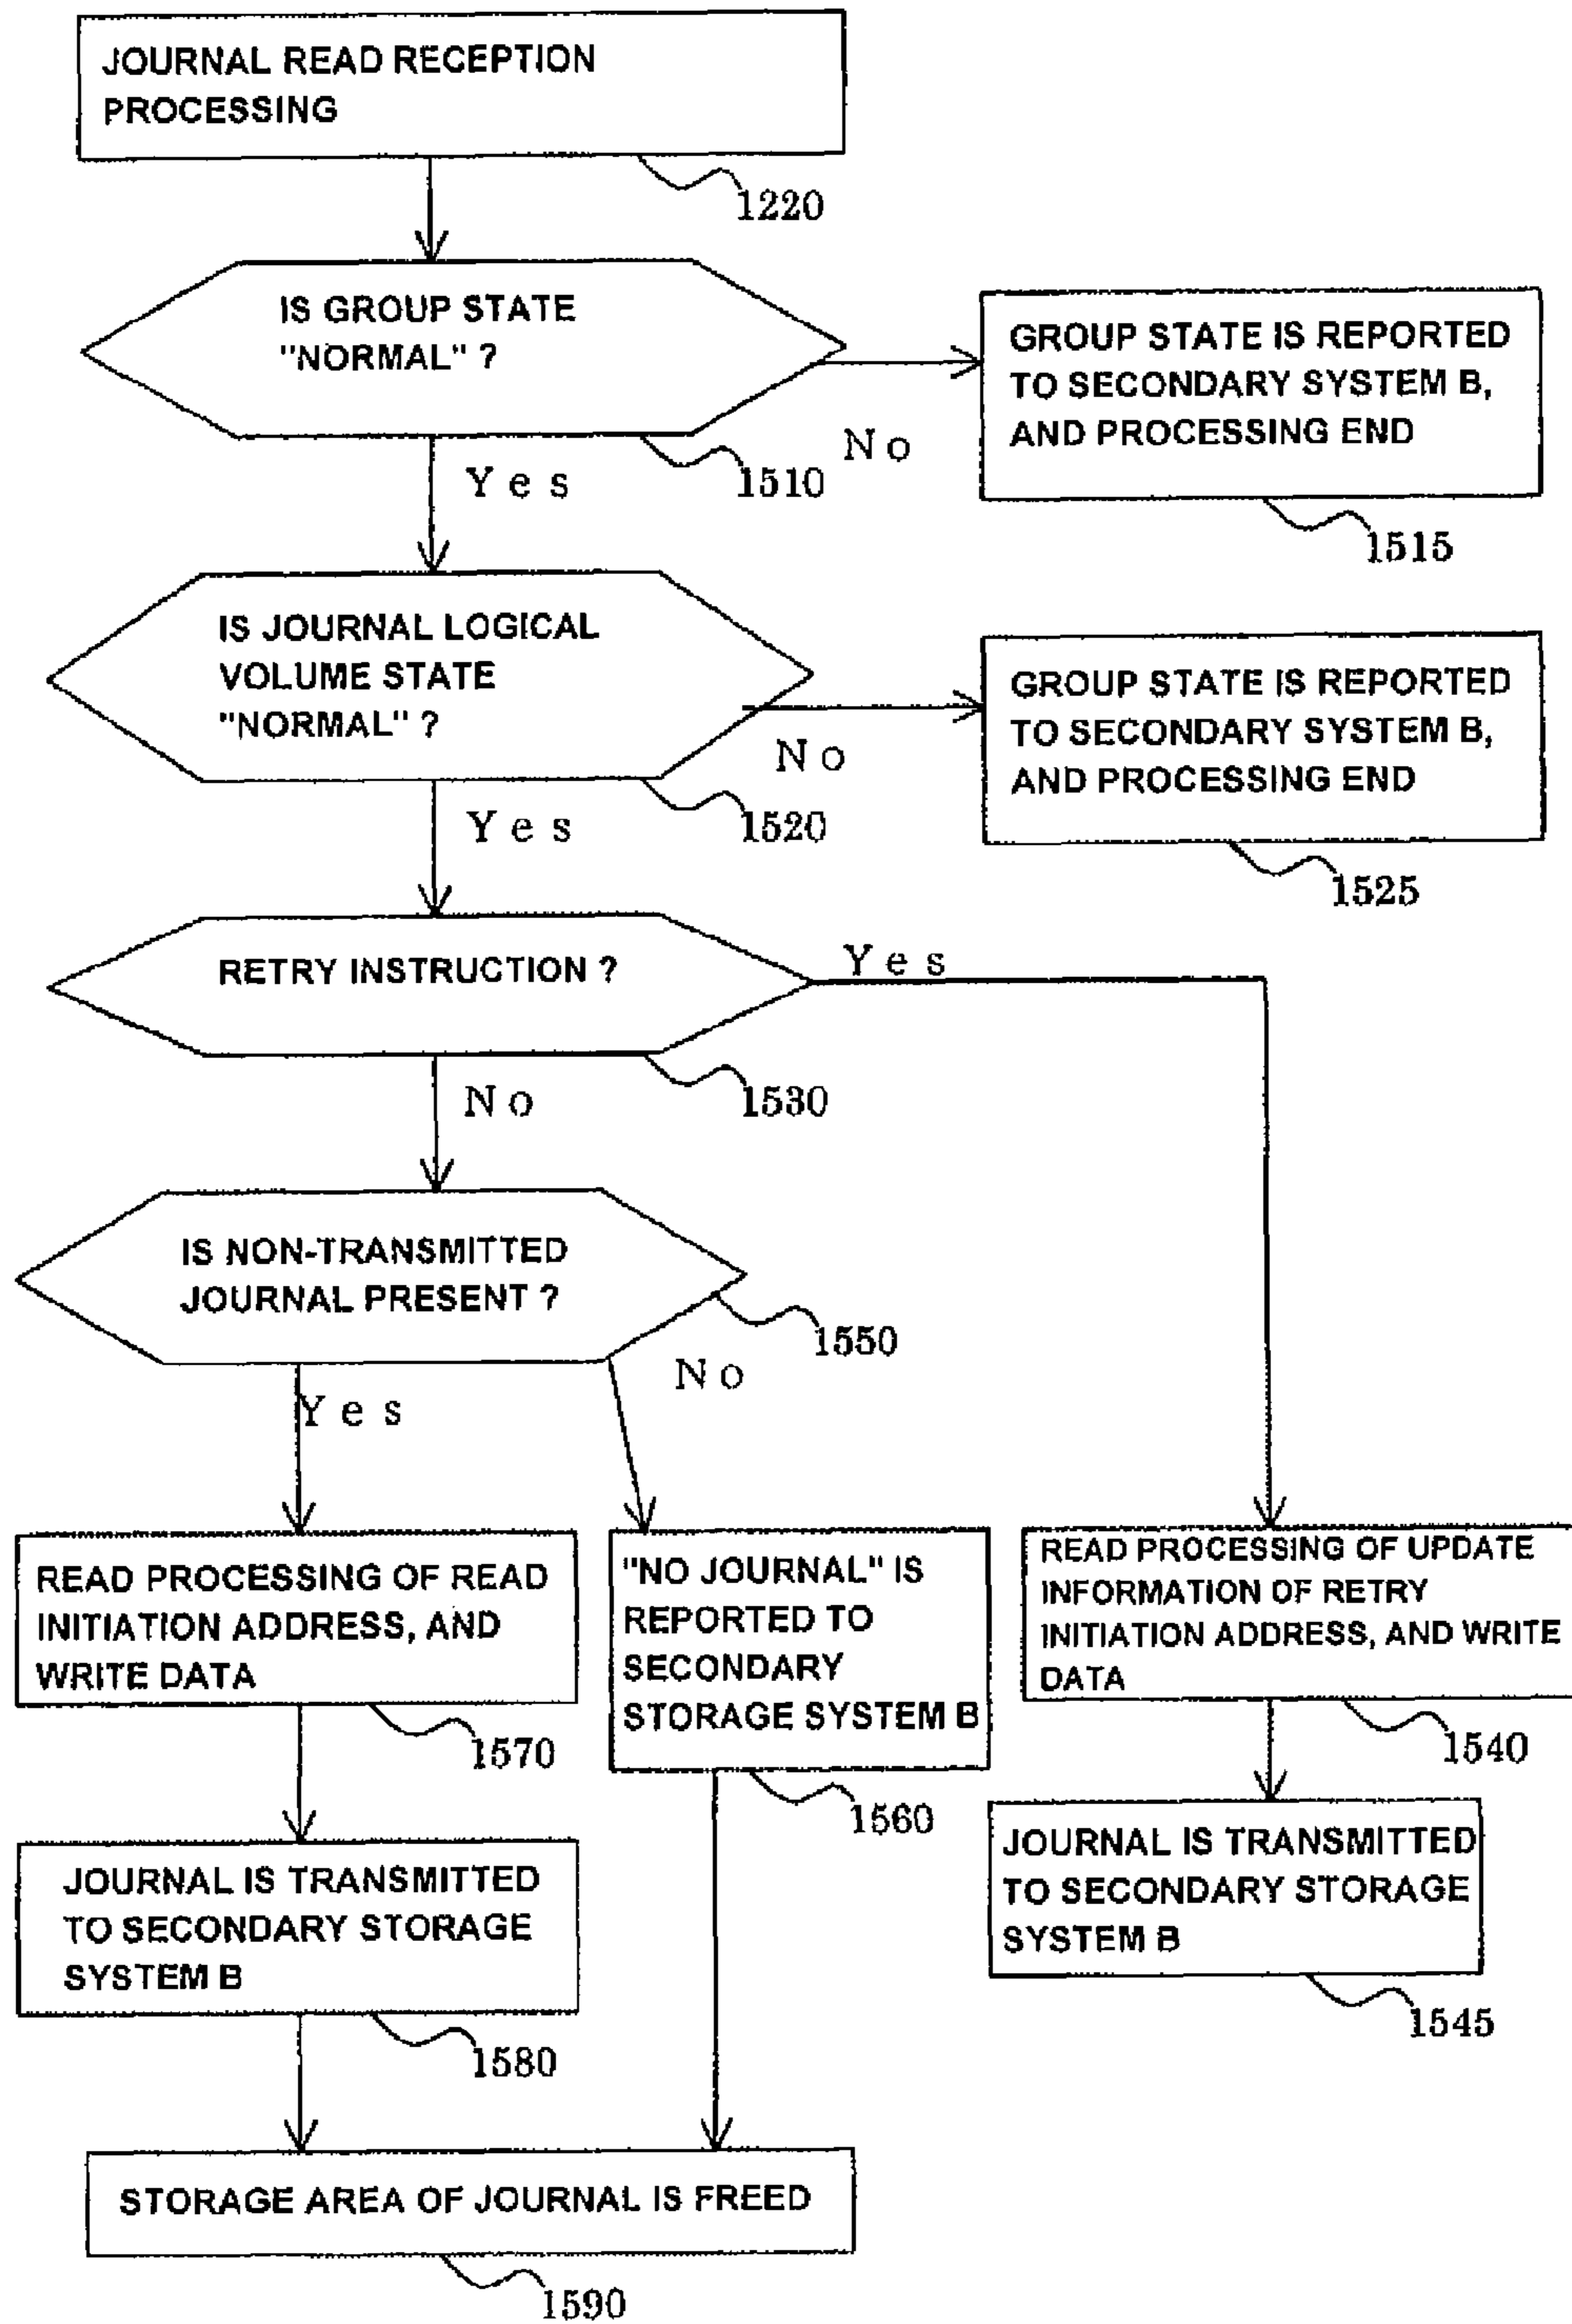 JOURNAL READ RECEPTION
PROCESSING
1220
IS GROUP STATE
"NORMAL" ?
1510
No
Yes
GROUP STATE IS REPORTED
TO SECONDARY SYSTEM B,
AND PROCESSING END
1515
IS JOURNAL LOGICAL
VOLUME STATE
"NORMAL" ?
1520
No
Yes
GROUP STATE IS REPORTED
TO SECONDARY SYSTEM B,
AND PROCESSING END
1525
RETRY INSTRUCTION ?
Yes
1530
No
IS NON-TRANSMITTED
JOURNAL PRESENT ?
1550
No
Yes
READ PROCESSING OF READ
INITIATION ADDRESS, AND
WRITE DATA
1570
"NO JOURNAL" IS
REPORTED TO
SECONDARY
STORAGE SYSTEM B
1560
READ PROCESSING OF UPDATE
INFORMATION OF RETRY
INITIATION ADDRESS, AND WRITE
DATA
1540
JOURNAL IS TRANSMITTED
TO SECONDARY STORAGE
SYSTEM B
1580
JOURNAL IS TRANSMITTED
TO SECONDARY STORAGE
SYSTEM B
1545
STORAGE AREA OF JOURNAL IS FREED
1590